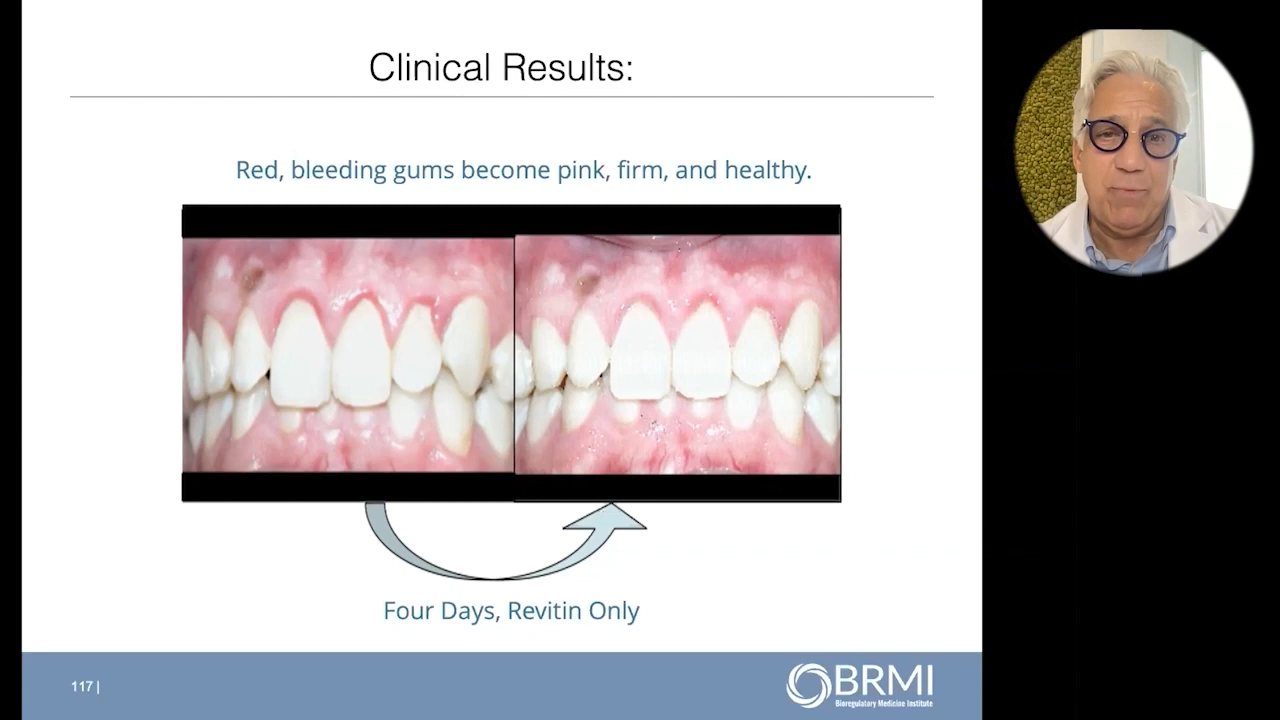 Clinical Results:
Red, bleeding gums become pink, firm, and healthy.
Four Days, Revitin Only
117 |
BRMI
Bioregulatory Medicine Institute